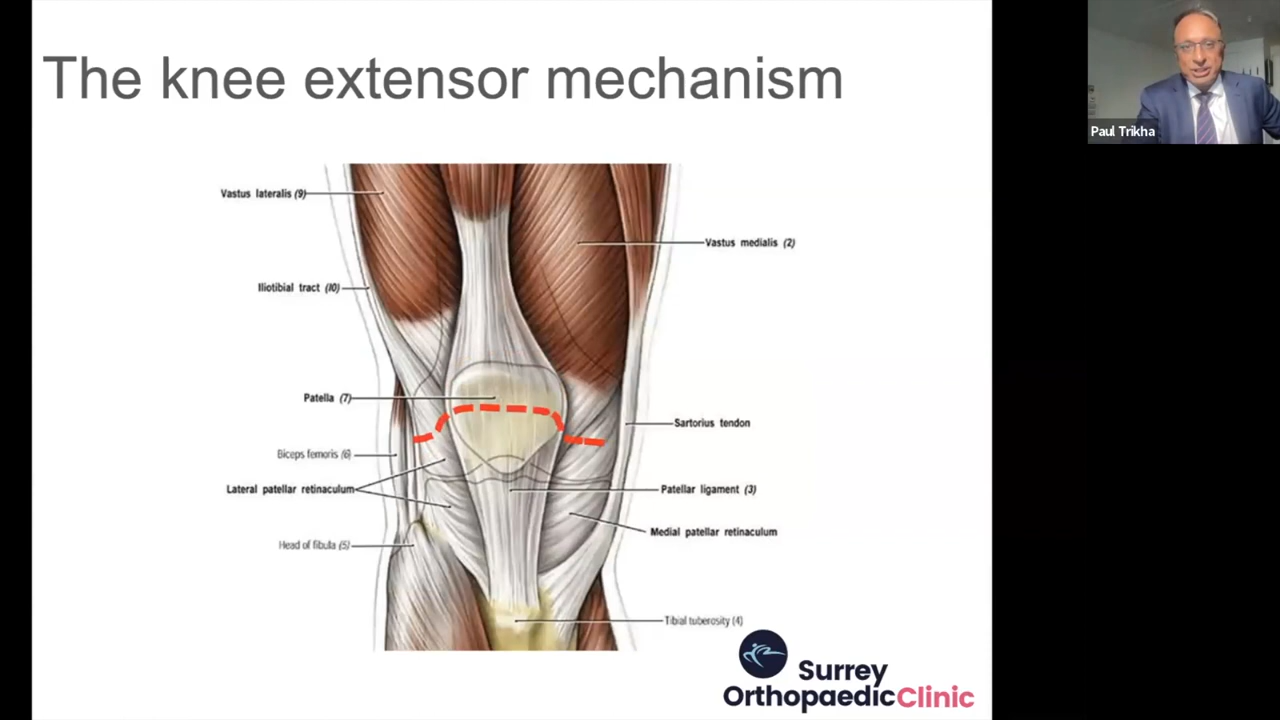 The knee extensor mechanism
Paul Trikha
Vastus lateralis (9)
Vastus medialis (2)
Iliotibial tract (10)
Patella (7)
Sartorius tendon
Biceps femoris (6)
Lateral patellar retinaculum
Patellar ligament (3)
Medial patellar retinaculum
Head of fibula (5)
Tibial tuberosity (4)
Surrey
OrthopaedicClinic